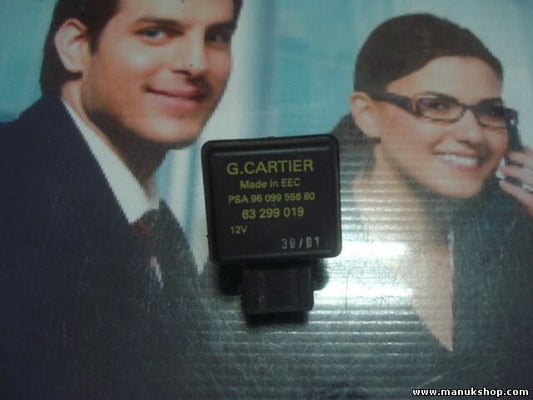 G.CARTIER
Made in EEC
PSA 96 099 556 80
63 299 019
12V
39/01
www.manukshop.com